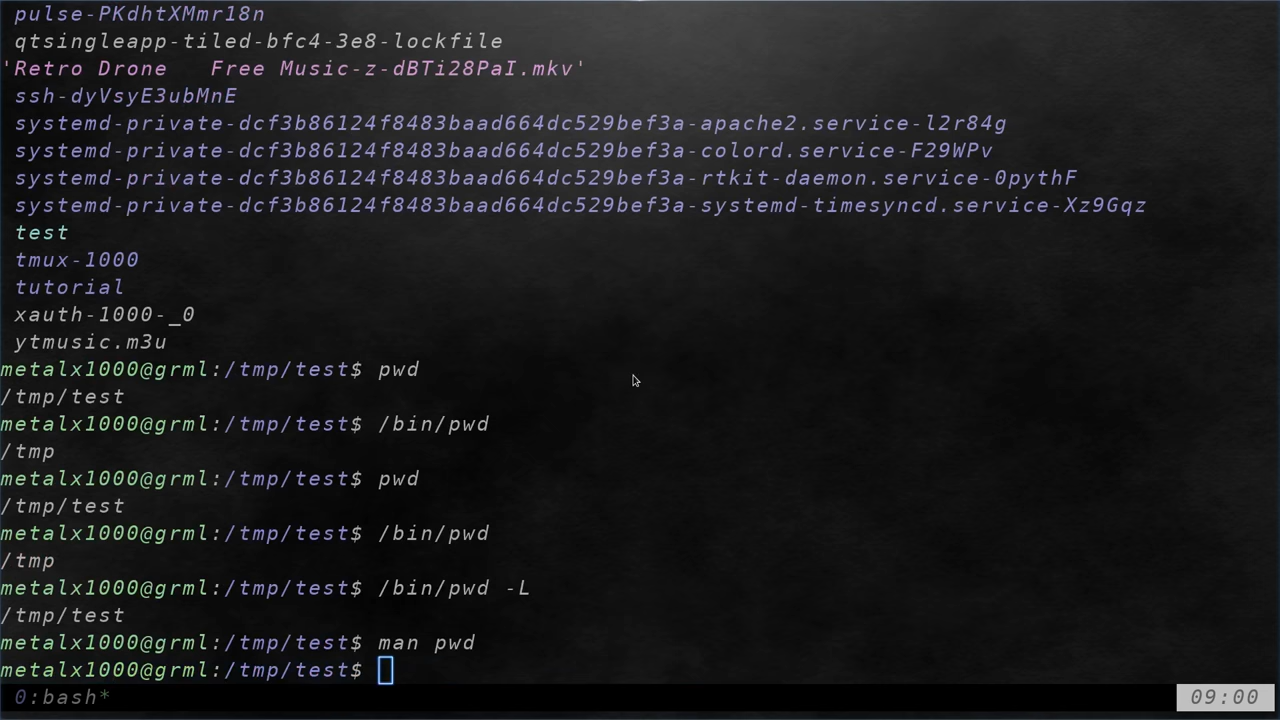 pulse-PKdhtXMmr18n
qtsingleapp-tiled-bfc4-3e8-lockfile
'Retro Drone   Free Music-z-dBTi28PaI.mkv'
ssh-dyVsyE3ubMnE
systemd-private-dcf3b86124f8483baad664dc529bef3a-apache2.service-l2r84g
systemd-private-dcf3b86124f8483baad664dc529bef3a-colord.service-F29WPv
systemd-private-dcf3b86124f8483baad664dc529bef3a-rtkit-daemon.service-0pythF
systemd-private-dcf3b86124f8483baad664dc529bef3a-systemd-timesyncd.service-Xz9Gqz
test
tmux-1000
tutorial
xauth-1000-_0
ytmusic.m3u
metalx1000@grml:/tmp/test$ pwd
/tmp/test
metalx1000@grml:/tmp/test$ /bin/pwd
/tmp
metalx1000@grml:/tmp/test$ pwd
/tmp/test
metalx1000@grml:/tmp/test$ /bin/pwd
/tmp
metalx1000@grml:/tmp/test$ /bin/pwd -L
/tmp/test
metalx1000@grml:/tmp/test$ man pwd
metalx1000@grml:/tmp/test$
0:bash* 09:00